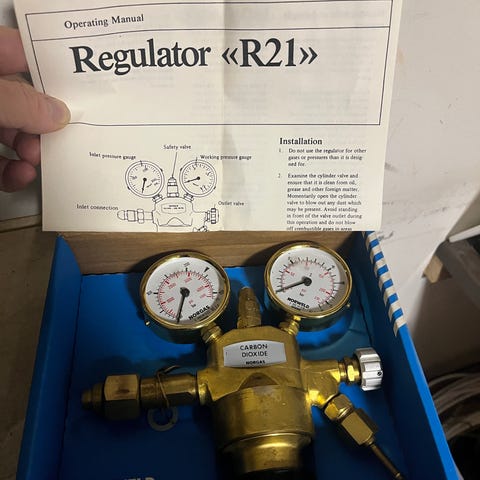 Operating Manual
Regulator «R21»
Safety valve
Inlet pressure gauge
Working pressure gauge
Inlet connection
Outlet valve
Installation
1. Do not use the regulator for other
gases or pressures than it is desig-
ned for.
2. Examine the cylinder valve and
ensure that it is clean from oil,
grease and other foreign matter.
Momentarily open the cylinder
valve to blow out any dust which
may be present. Avoid standing
in front of the valve outlet during
this operation and do not blow
off combustible gases in areas
NORGAS
NORWELD
CARBON
DIOXIDE
NORGAS